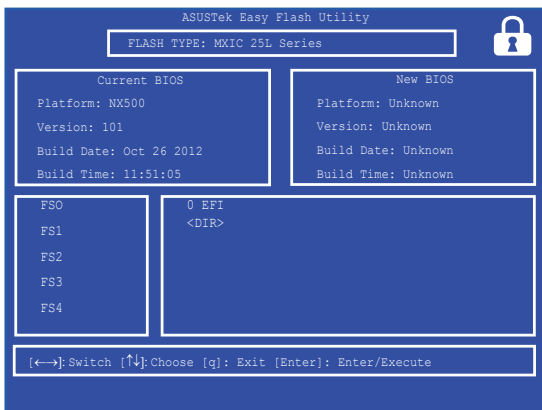 ASUSTek Easy Flash Utility
FLASH TYPE: MXIC 25L Series
Current BIOS
Platform: NX500
Version: 101
Build Date: Oct 26 2012
Build Time: 11:51:05
New BIOS
Platform: Unknown
Version: Unknown
Build Date: Unknown
Build Time: Unknown
FSO
FS1
FS2
FS3
FS4
0 EFI
<DIR>
[←→]: Switch [↑↓]: Choose [q]: Exit [Enter]: Enter/Execute